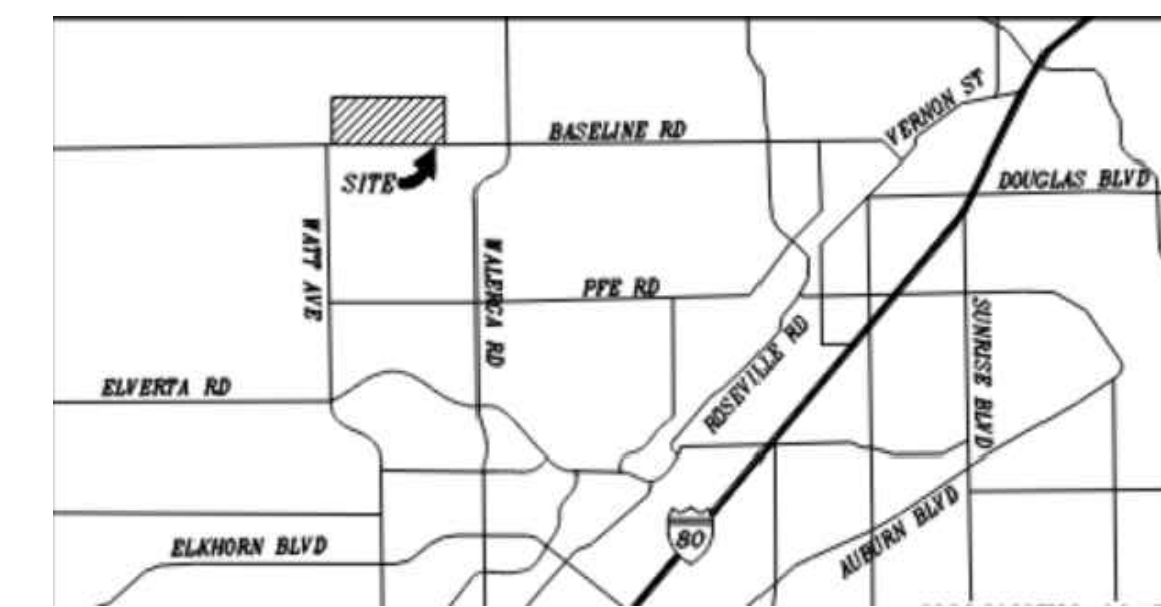 VERNON ST
BASELINE RD
SITE
DOUGLAS BLVD
WATT AVE
WALERGA RD
PFE RD
ROSEVILLE RD
SUNRISE BLVD
ELVERTA RD
80
AUBURN BLVD
ELKHORN BLVD